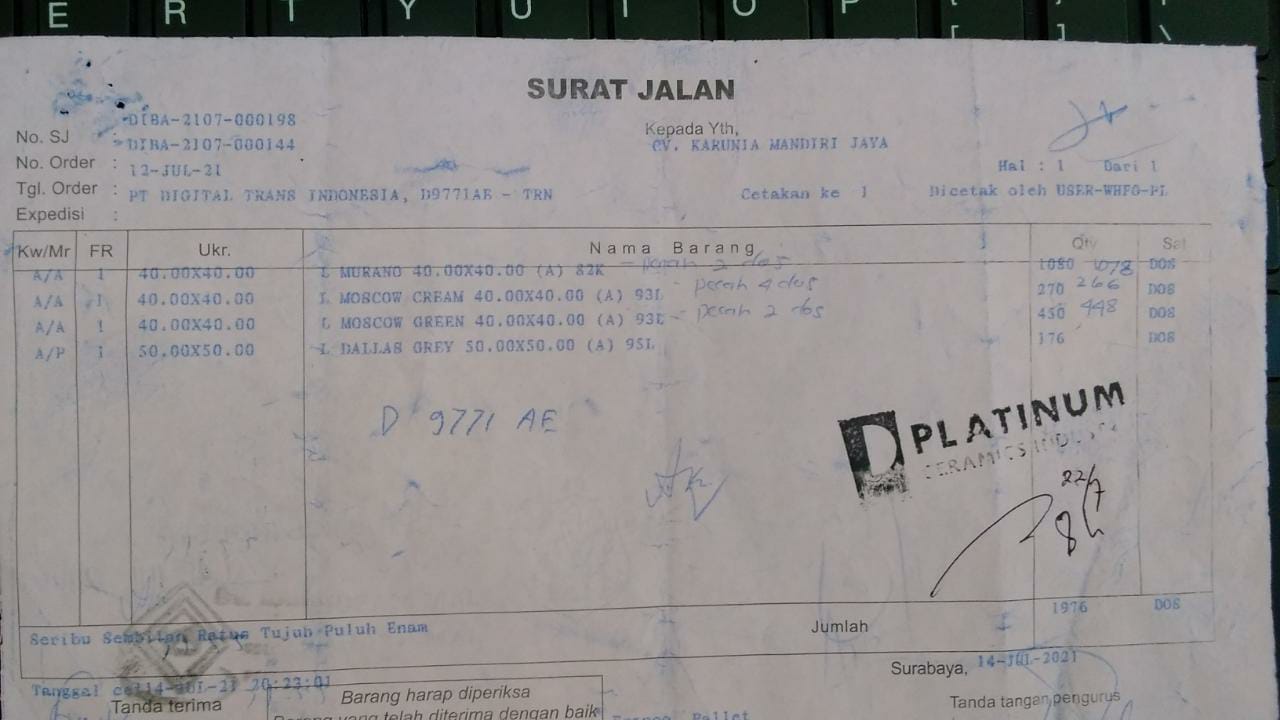 E R T Y U I O P [ ] \
SURAT JALAN
No. SJ : DIBA-2107-000198
No. Order : DIBA-2107-000144
Tgl. Order : 12-JUL-21
Expedisi : PT DIGITAL TRANS INDONESIA, D9771AE - TRN
Kepada Yth,
CV. KARUNIA MANDIRI JAYA
Hal : 1 Dari 1
Cetakan ke 1 Dicetak oleh USER-WHFG-PL
Kw/Mr FR Ukr. Nama Barang Qty Sat
A/A 1 40.00X40.00 L MURANO 40.00X40.00 (A) 82K - pecah 2 dos 1080 1078 DOS
A/A 1 40.00X40.00 L MOSCOW CREAM 40.00X40.00 (A) 93L - pecah 4 dos 270 266 DOS
A/A 1 40.00X40.00 L MOSCOW GREEN 40.00X40.00 (A) 93L - pecah 2 dos 450 448 DOS
A/P 1 50.00X50.00 L DALLAS GREY 50.00X50.00 (A) 95L 176 DOS
D 9771 AE
PLATINUM
CERAMICS INDUSTRY
22/7
Jumlah 1976 DOS
Seribu Sembilan Ratus Tujuh Puluh Enam
Surabaya, 14-JUL-2021
Tanggal 14-JUL-21 20:23:01
Tanda terima
Barang harap diperiksa
Barang yang telah diterima dengan baik
Pallet
Tanda tangan pengurus